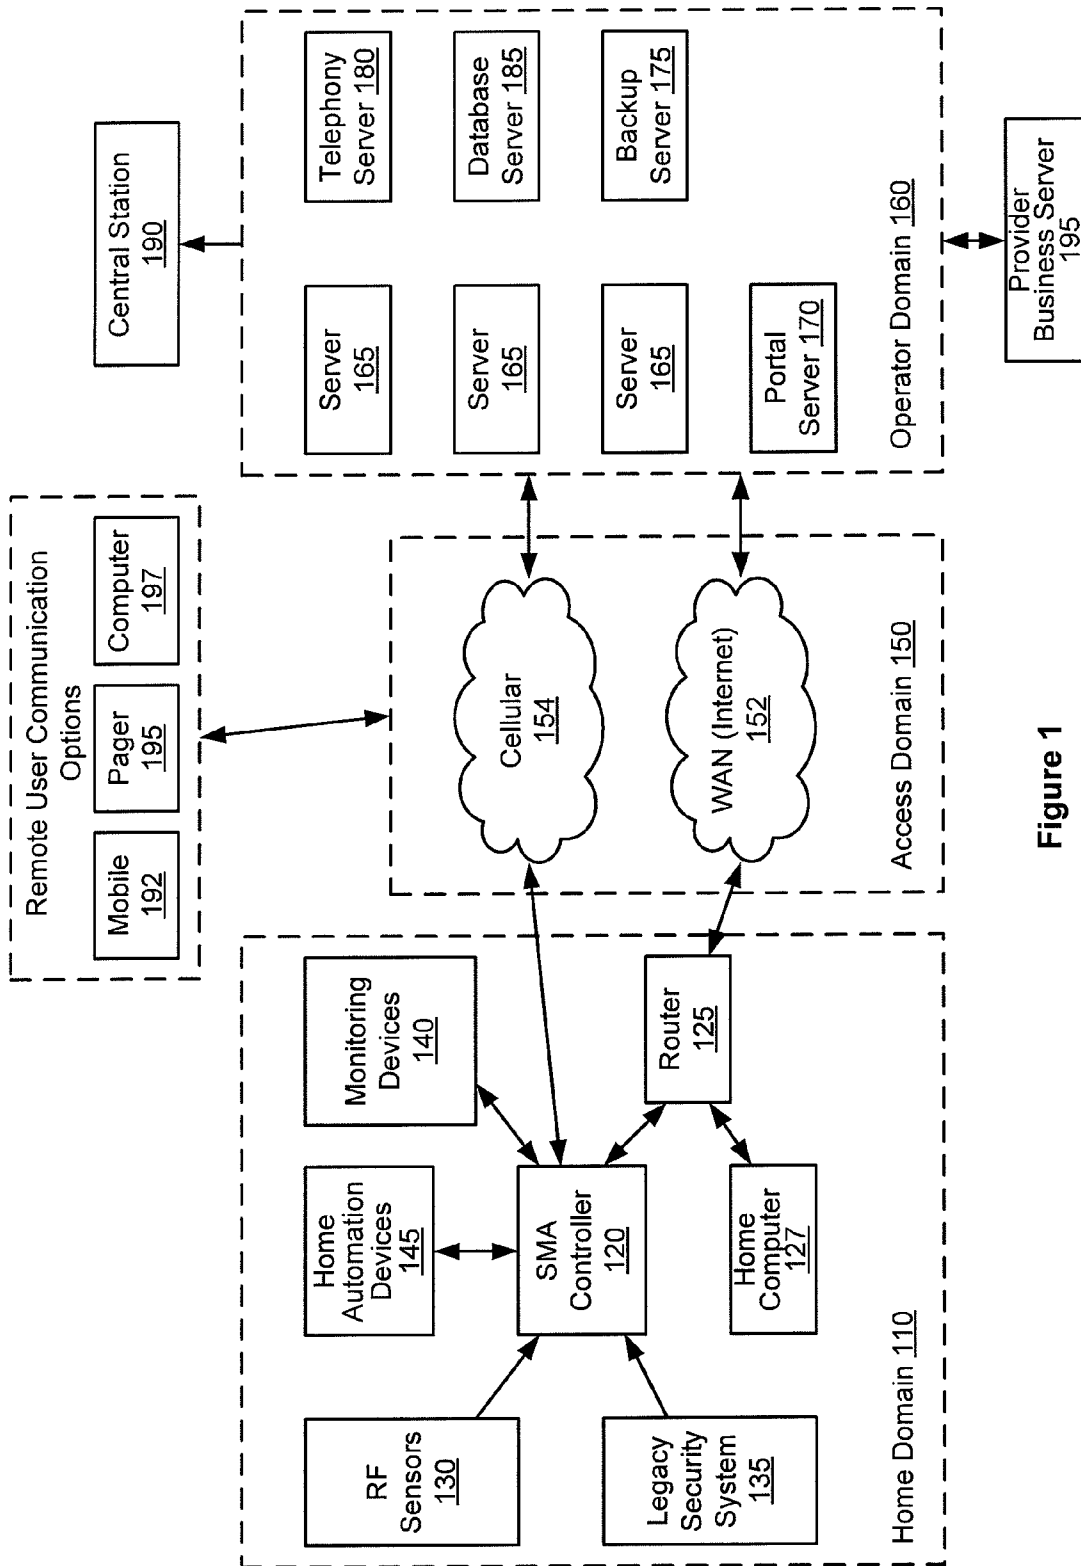 Remote User Communication
Options
Mobile
192
Pager
195
Computer
197
Central Station
190
RF
Sensors
130
Home
Automation
Devices
145
Monitoring
Devices
140
SMA
Controller
120
Legacy
Security
System
135
Router
125
Home
Computer
127
Home Domain 110
Cellular
154
WAN (Internet)
152
Access Domain 150
Server
165
Telephony
Server 180
Server
165
Database
Server 185
Server
165
Backup
Server 175
Portal
Server 170
Operator Domain 160
Provider
Business Server
195
Figure 1